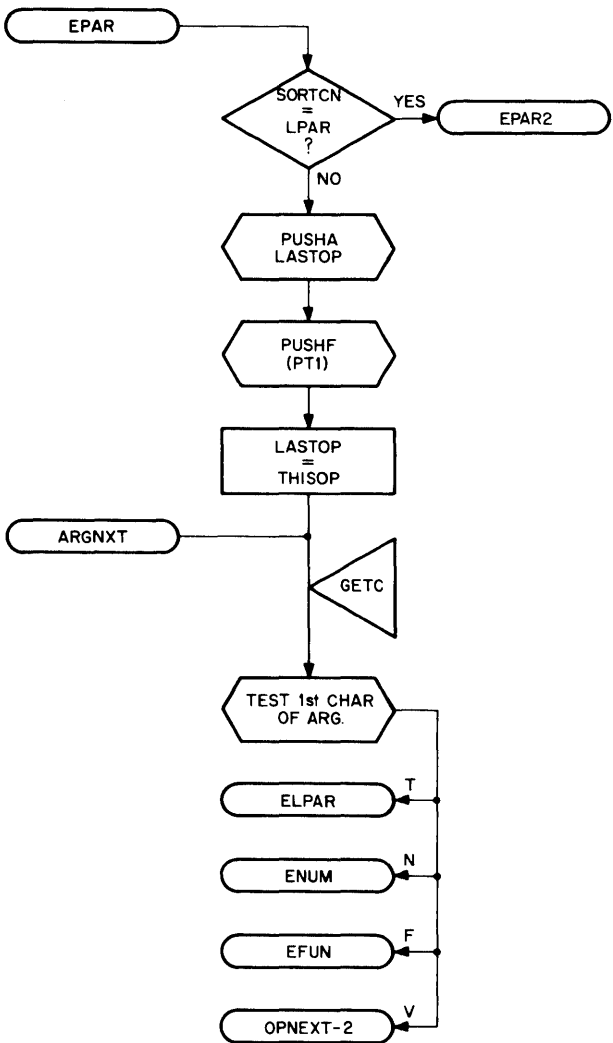 EPAR
SORTCN
=
LPAR
?
YES
EPAR2
NO
PUSHA
LASTOP
PUSHF
(PT1)
LASTOP
=
THISOP
ARGNXT
GETC
TEST 1st CHAR
OF ARG.
T
ELPAR
N
ENUM
F
EFUN
V
OPNEXT-2